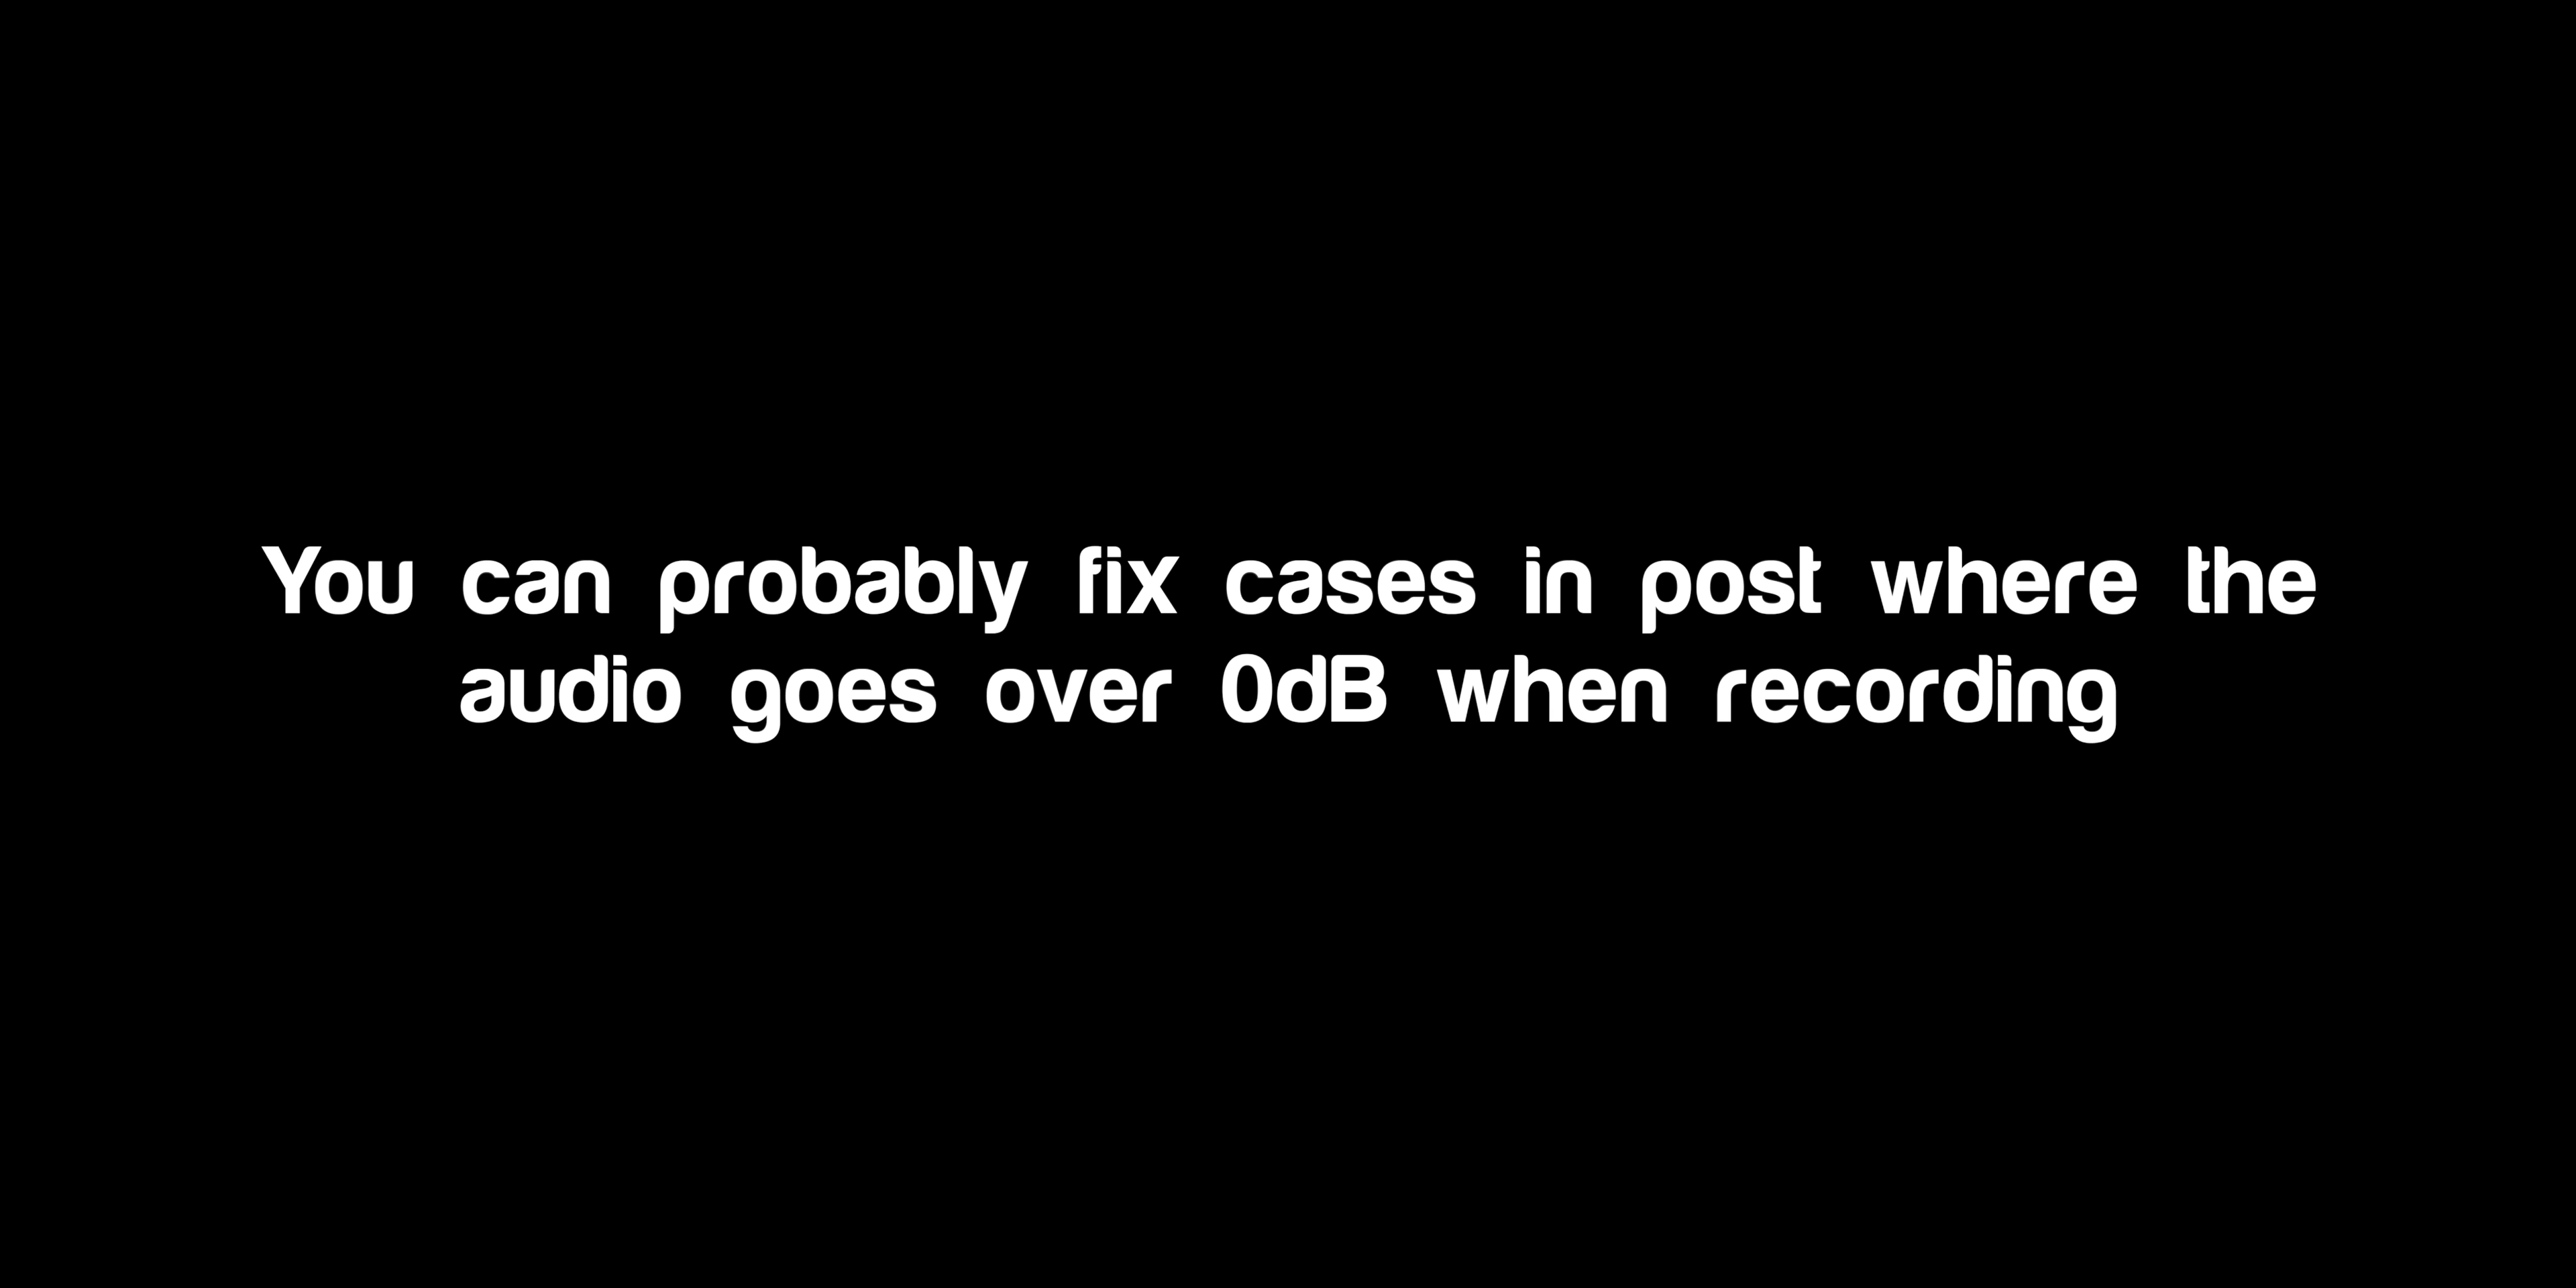 You can probably fix cases in post where the
audio goes over 0dB when recording